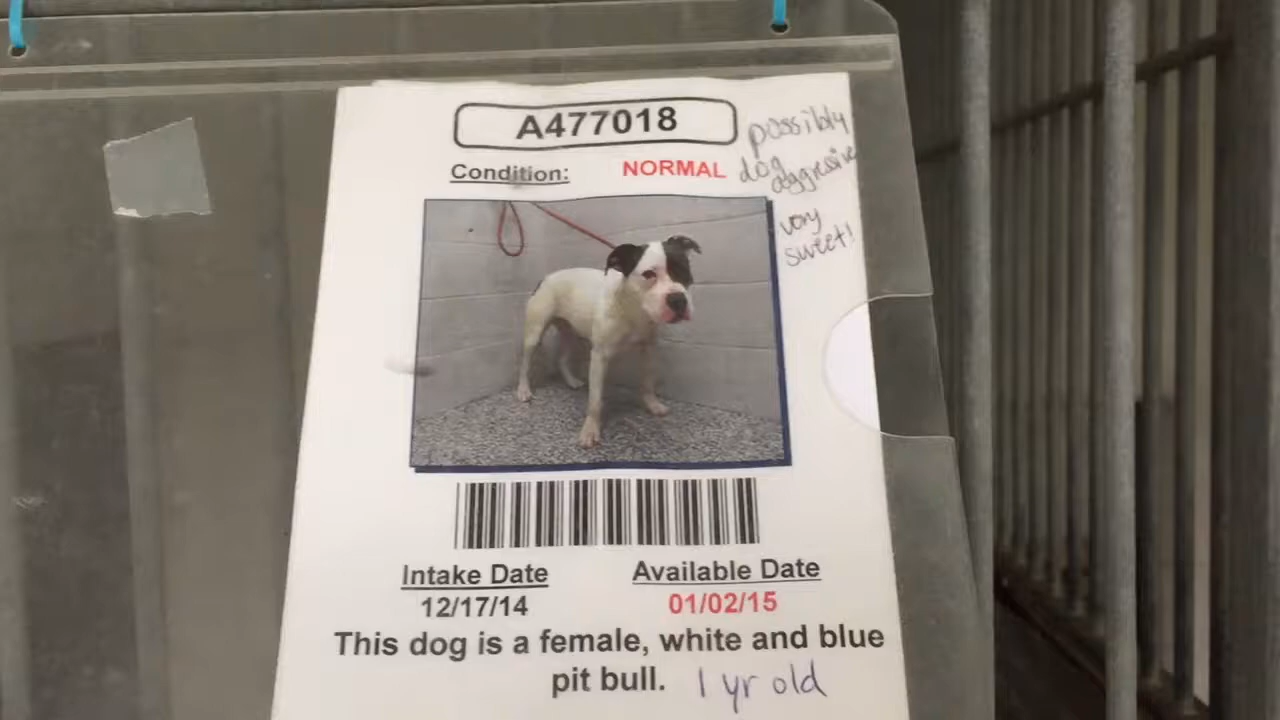 A477018
Condition: NORMAL
possibly
dog
aggressive
very
sweet!
Intake Date Available Date
12/17/14 01/02/15
This dog is a female, white and blue
pit bull. 1 yr old